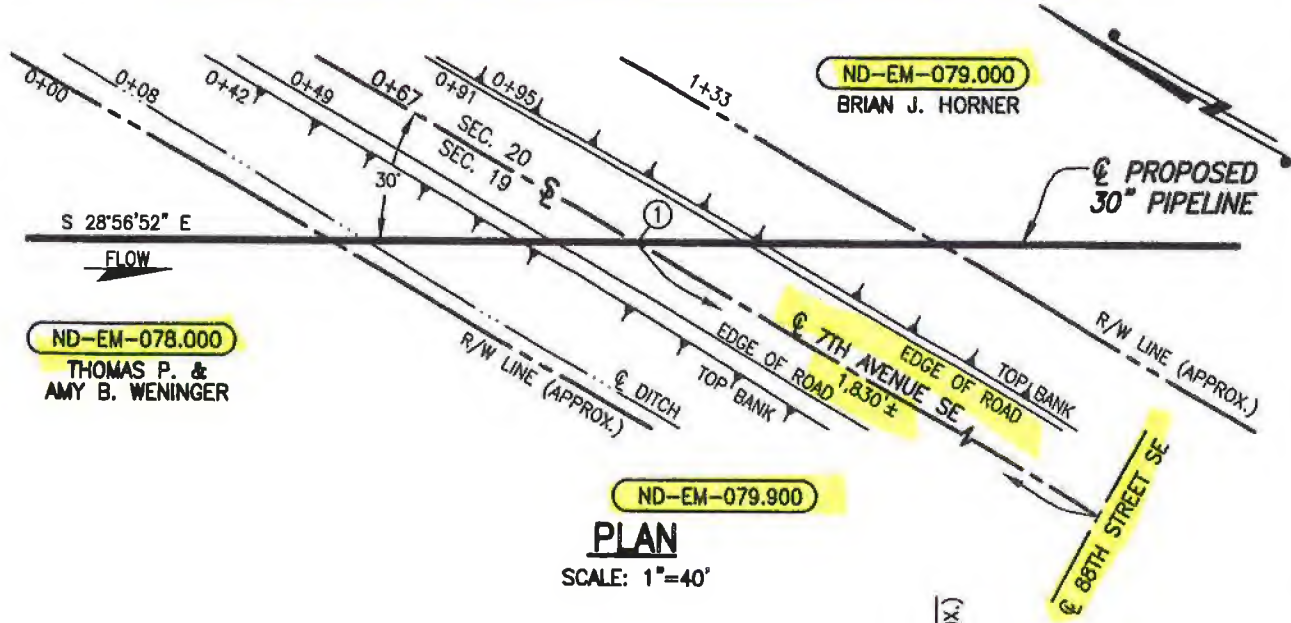 0+00
0+08
0+42
0+49
0+67
0+91
0+95
1+33
ND-EM-079.000
BRIAN J. HORNER
SEC. 20
SEC. 19
30°
℄ PROPOSED
30" PIPELINE
S 28°56'52" E
FLOW
1
ND-EM-078.000
THOMAS P. &
AMY B. WENINGER
R/W LINE (APPROX.)
℄ DITCH
TOP BANK
EDGE OF ROAD
℄ 7TH AVENUE SE
1,830'±
EDGE OF ROAD
TOP BANK
R/W LINE (APPROX.)
℄ 88TH STREET SE
ND-EM-079.900
PLAN
SCALE: 1"=40'